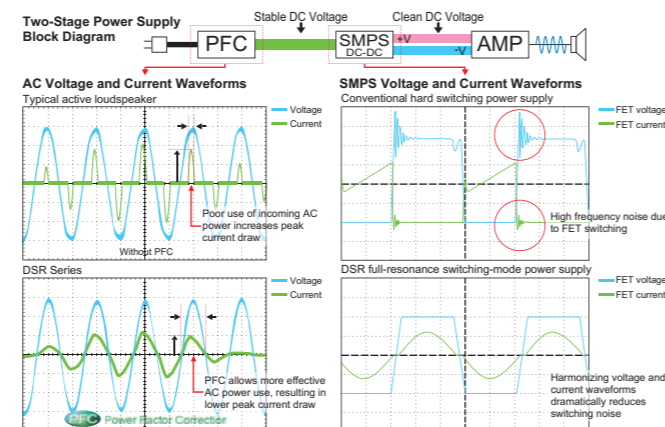 Two-Stage Power Supply
Block Diagram
Stable DC Voltage
Clean DC Voltage
PFC
SMPS
DC-DC
+V
-V
AMP
AC Voltage and Current Waveforms
Typical active loudspeaker
Voltage
Current
Poor use of incoming AC
power increases peak
current draw
Without PFC
DSR Series
Voltage
Current
PFC allows more effective
AC power use, resulting in
lower peak current draw
PFC Power Factor Correction
SMPS Voltage and Current Waveforms
Conventional hard switching power supply
FET voltage
FET current
High frequency noise due
to FET switching
DSR full-resonance switching-mode power supply
FET voltage
FET current
Harmonizing voltage and
current waveforms
dramatically reduces
switching noise